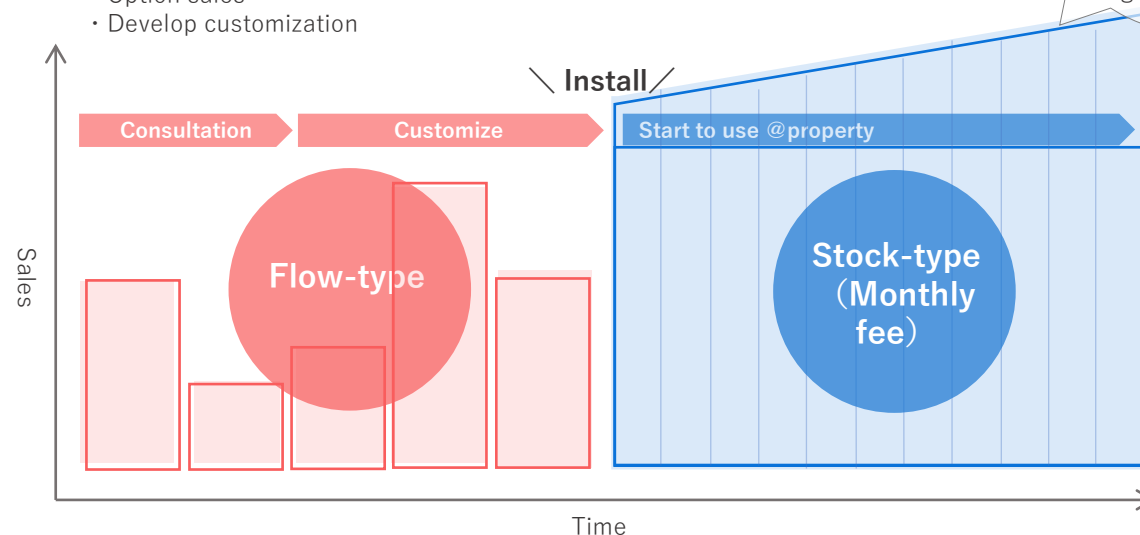 ・Develop customization
＼ Install／
Consultation
Customize
Start to use @property
Flow-type
Stock-type
（Monthly
fee）
Sales
Time